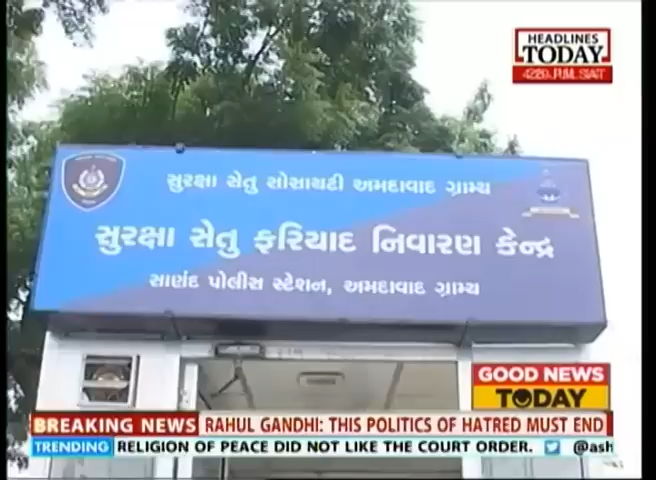 HEADLINES
TODAY
સુરક્ષા સેતુ સોસાયટી અમદાવાદ ગ્રામ્ય
સુરક્ષા સેતુ ફરિયાદ નિવારણ કેન્દ્ર
સાણંદ પોલીસ સ્ટેશન, અમદાવાદ ગ્રામ્ય
GOOD NEWS
TODAY
BREAKING NEWS RAHUL GANDHI: THIS POLITICS OF HATRED MUST END
TRENDING RELIGION OF PEACE DID NOT LIKE THE COURT ORDER. @ash